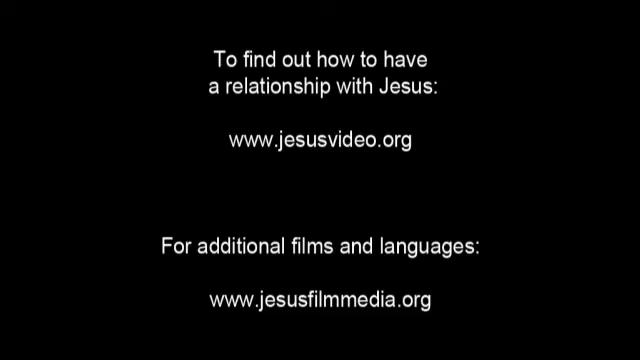 To find out how to have
a relationship with Jesus:
www.jesusvideo.org
For additional films and languages:
www.jesusfilmmedia.org